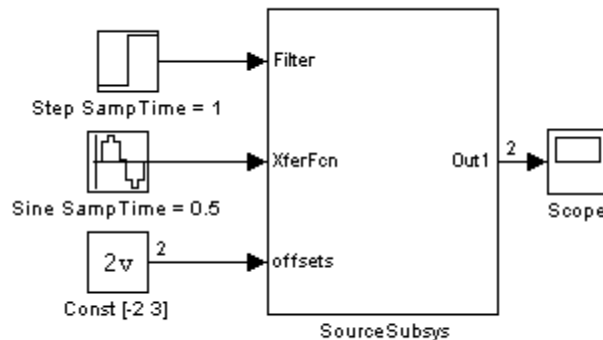 Filter
Step SampTime = 1
XferFcn
Out1
2
Sine SampTime = 0.5
Scope
2v
2
offsets
Const [-2 3]
SourceSubsys